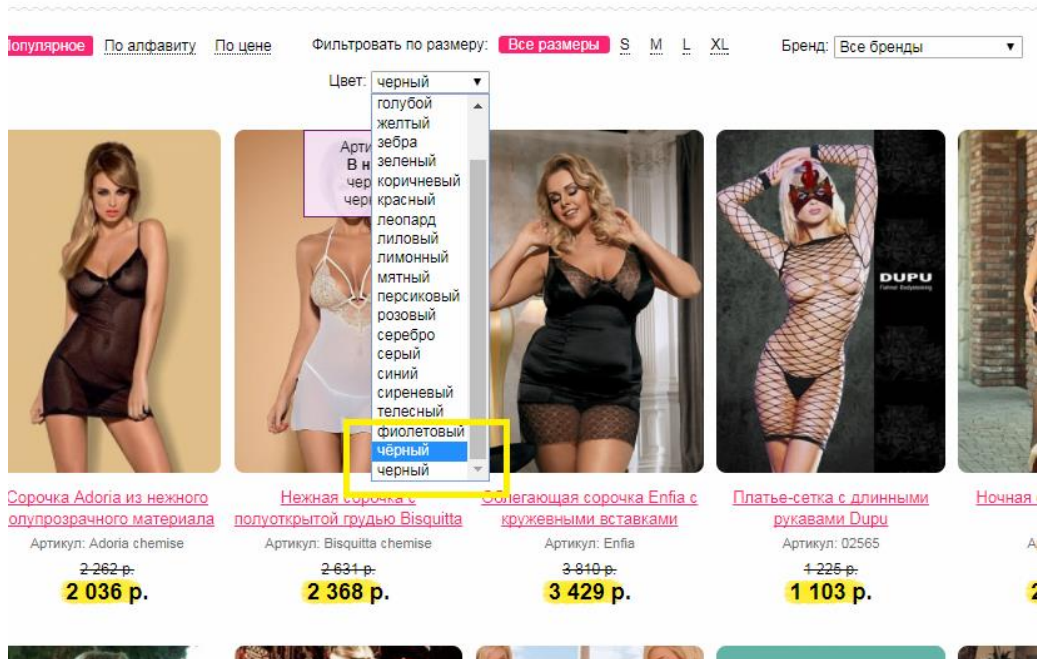 Популярное По алфавиту По цене Фильтровать по размеру: Все размеры S M L XL Бренд: Все бренды
Цвет: черный
голубой
желтый
зебра
зеленый
коричневый
красный
леопард
лиловый
лимонный
мятный
персиковый
розовый
серебро
серый
синий
сиреневый
телесный
фиолетовый
чёрный
черный
В н
DUPU
Сорочка Adoria из нежного
полупрозрачного материала
Артикул: Adoria chemise
2 262 р.
2 036 р.
Нежная сорочка с
полуоткрытой грудью Bisquitta
Артикул: Bisquitta chemise
2 631 р.
2 368 р.
Облегающая сорочка Enfia с
кружевными вставками
Артикул: Enfia
3 810 р.
3 429 р.
Платье-сетка с длинными
рукавами Dupu
Артикул: 02565
1 225 р.
1 103 р.
Ночная